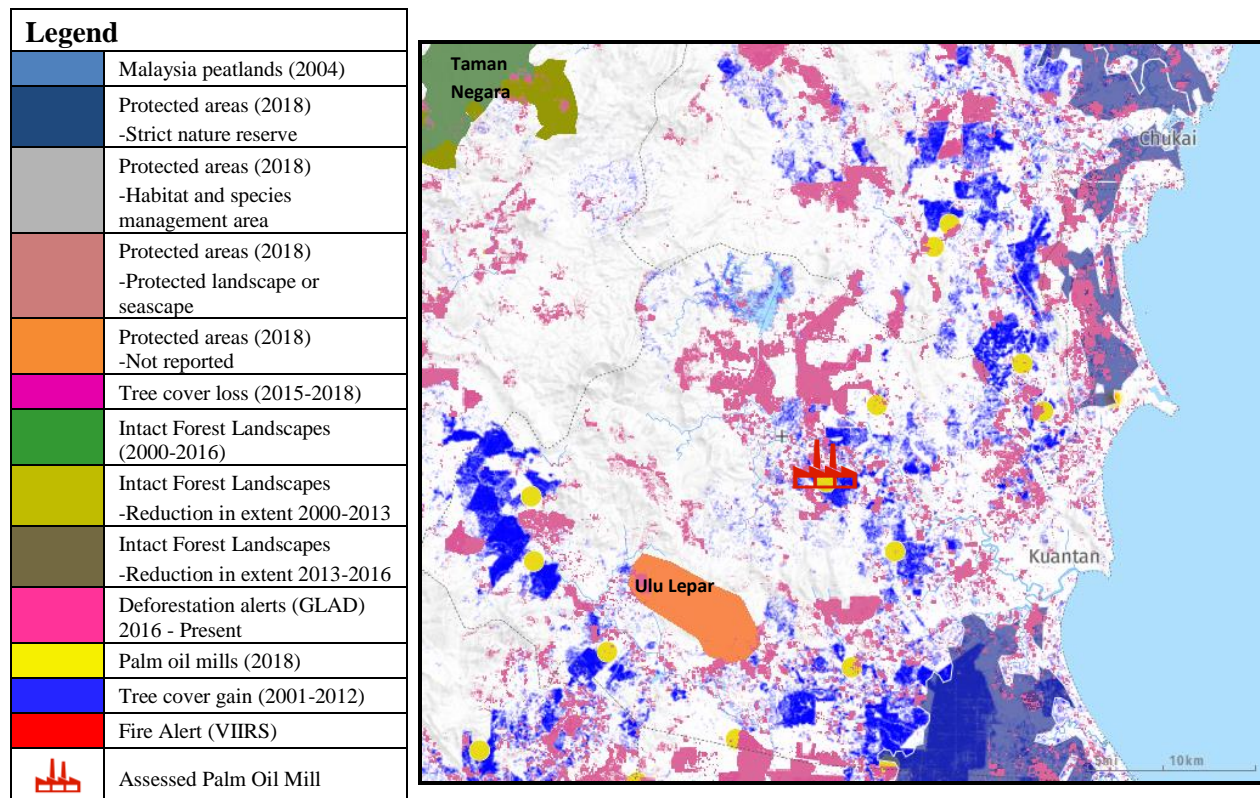 Legend
Malaysia peatlands (2004)
Protected areas (2018)
-Strict nature reserve
Protected areas (2018)
-Habitat and species
management area
Protected areas (2018)
-Protected landscape or
seascape
Protected areas (2018)
-Not reported
Tree cover loss (2015-2018)
Intact Forest Landscapes
(2000-2016)
Intact Forest Landscapes
-Reduction in extent 2000-2013
Intact Forest Landscapes
-Reduction in extent 2013-2016
Deforestation alerts (GLAD)
2016 - Present
Palm oil mills (2018)
Tree cover gain (2001-2012)
Fire Alert (VIIRS)
Assessed Palm Oil Mill
Taman
Negara
Chukai
Kuantan
Ulu Lepar
5mi 10km